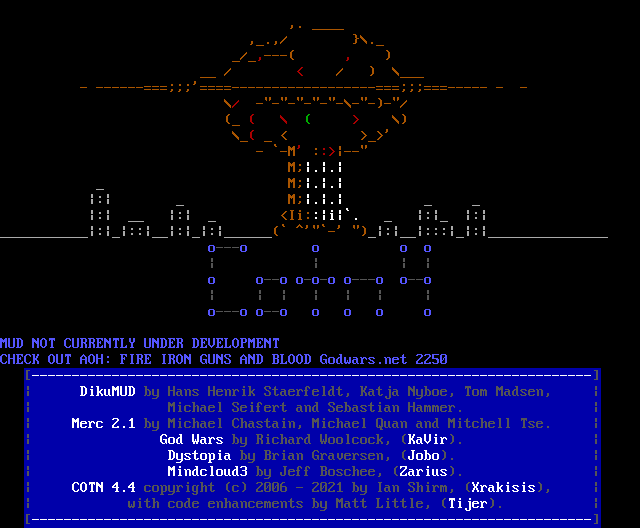 MUD NOT CURRENTLY UNDER DEVELOPMENT
CHECK OUT AOH: FIRE IRON GUNS AND BLOOD Godwars.net 2250
DikuMUD by Hans Henrik Staerfeldt, Katja Nyboe, Tom Madsen,
Michael Seifert and Sebastian Hammer.
Merc 2.1 by Michael Chastain, Michael Quan and Mitchell Tse.
God Wars by Richard Woolcock, (KaVir).
Dystopia by Brian Graversen, (Jobo).
Mindcloud3 by Jeff Boschee, (Zarius).
COTN 4.4 copyright (c) 2006 - 2021 by Ian Shirm, (Xrakisis),
with code enhancements by Matt Little, (Tijer).